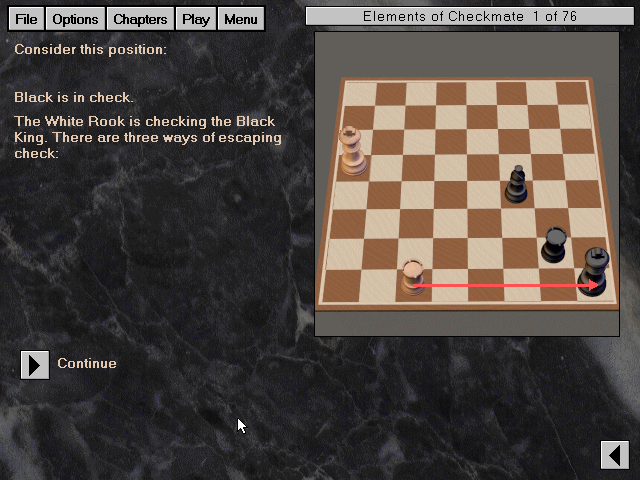 File Options Chapters Play Menu
Elements of Checkmate 1 of 76
Consider this position:
Black is in check.
The White Rook is checking the Black
King. There are three ways of escaping
check:
Continue